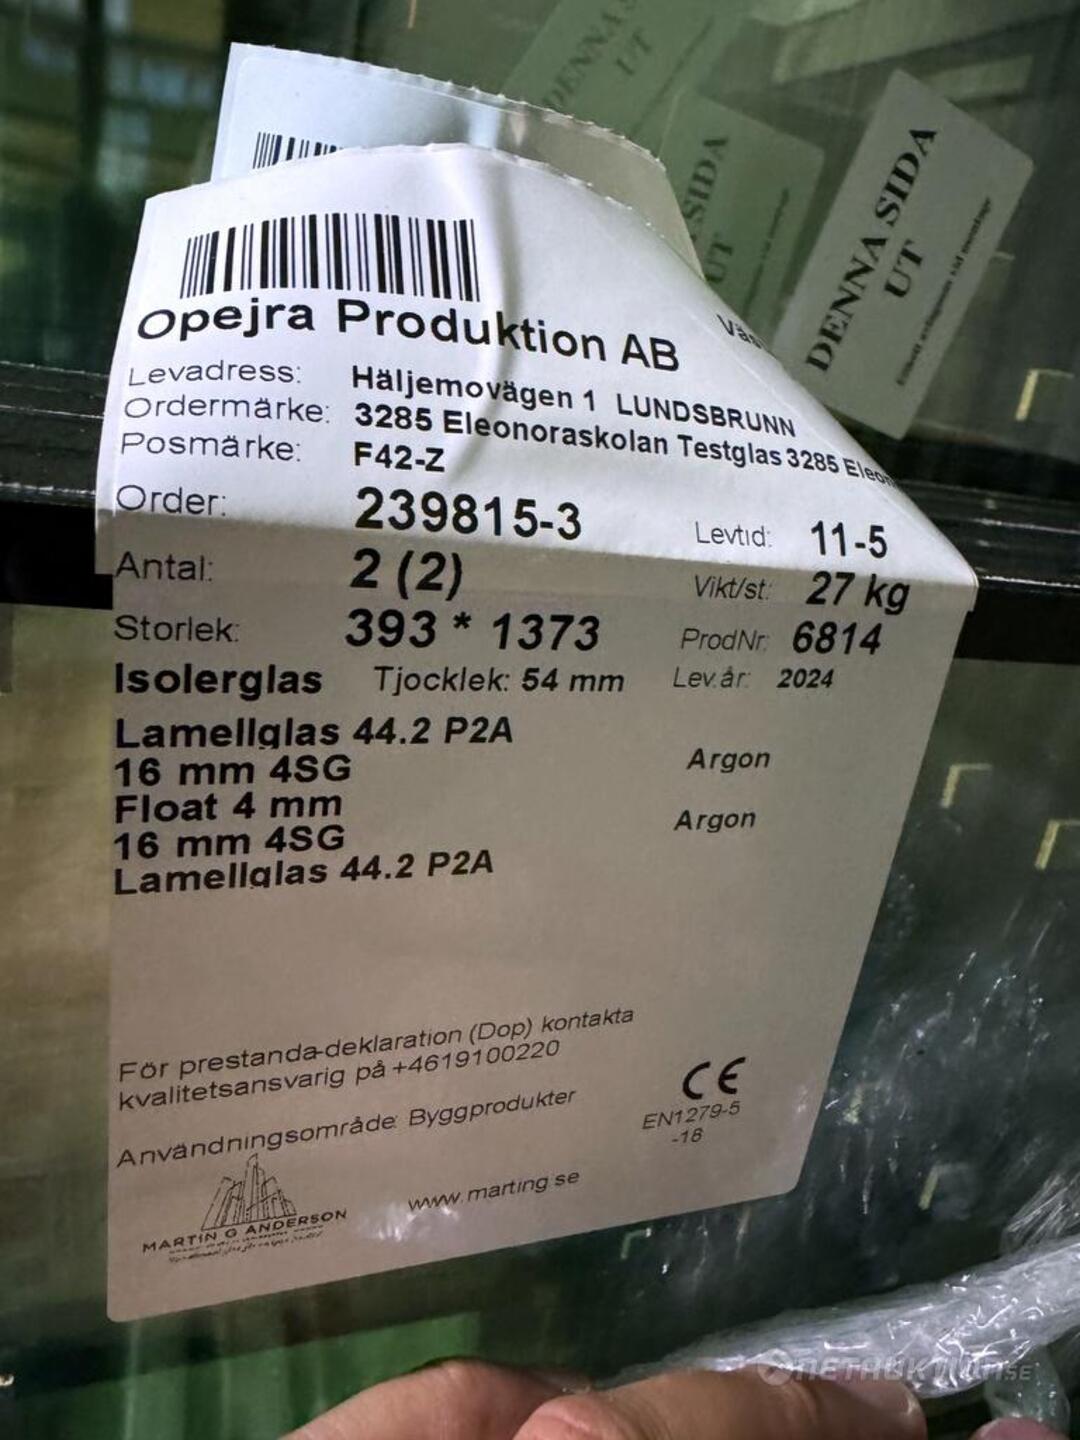 DENNA SIDA
UT
DENNA S
UT
SIDA
UT
Opejra Produktion AB
Levadress: Häljemovägen 1 LUNDSBRUNN
Ordermärke: 3285 Eleonoraskolan Testglas 3285 Eleon
Posmärke: F42-Z
Order: 239815-3 Levtid: 11-5
Antal: 2 (2) Vikt/st: 27 kg
Storlek: 393 * 1373 ProdNr: 6814
Isolerglas Tjocklek: 54 mm Lev.år: 2024
Lamellglas 44.2 P2A
16 mm 4SG Argon
Float 4 mm
16 mm 4SG Argon
Lamellglas 44.2 P2A
För prestanda-deklaration (Dop) kontakta
kvalitetsansvarig på +4619100220
CE
Användningsområde: Byggprodukter
EN1279-5
-18
www.marting.se
MARTIN G ANDERSON